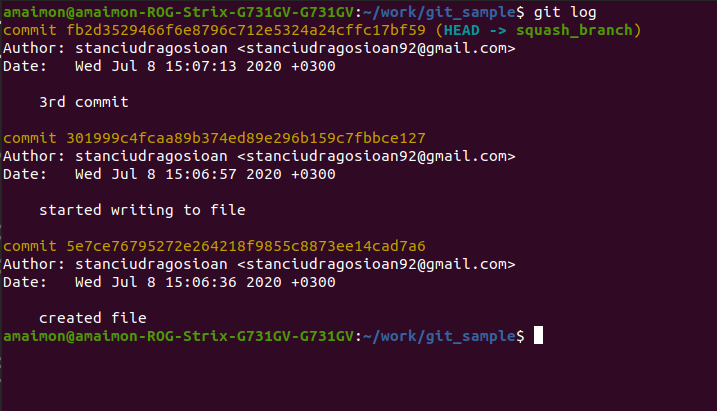 amaimon@amaimon-ROG-Strix-G731GV-G731GV:~/work/git_sample$ git log
commit fb2d3529466f6e8796c712e5324a24cffc17bf59 (HEAD -> squash_branch)
Author: stanciudragosioan <stanciudragosioan92@gmail.com>
Date:   Wed Jul 8 15:07:13 2020 +0300
    3rd commit
commit 301999c4fcaa89b374ed89e296b159c7fbbce127
Author: stanciudragosioan <stanciudragosioan92@gmail.com>
Date:   Wed Jul 8 15:06:57 2020 +0300
    started writing to file
commit 5e7ce76795272e264218f9855c8873ee14cad7a6
Author: stanciudragosioan <stanciudragosioan92@gmail.com>
Date:   Wed Jul 8 15:06:36 2020 +0300
    created file
amaimon@amaimon-ROG-Strix-G731GV-G731GV:~/work/git_sample$